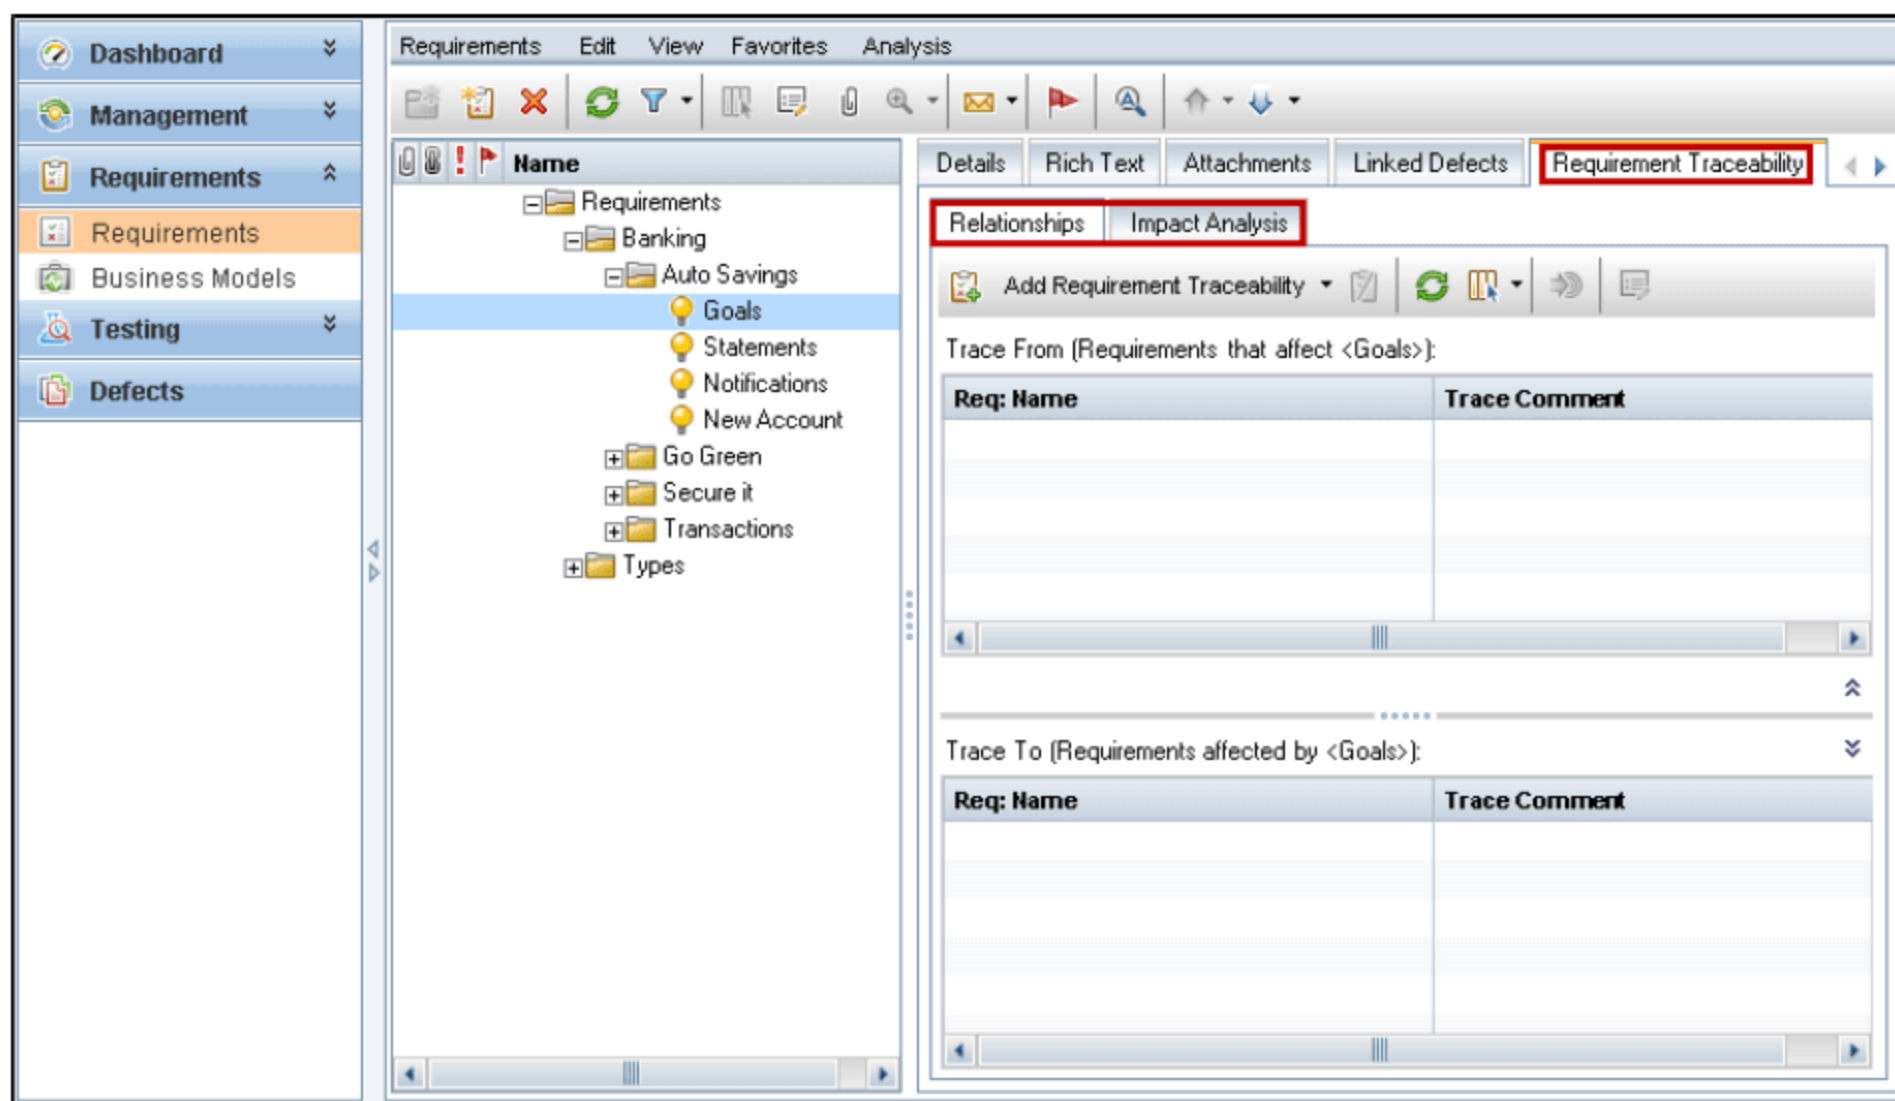 Dashboard
Management
Requirements
Requirements
Business Models
Testing
Defects
Requirements Edit View Favorites Analysis
Name
Requirements
Banking
Auto Savings
Goals
Statements
Notifications
New Account
Go Green
Secure it
Transactions
Types
Details Rich Text Attachments Linked Defects Requirement Traceability
Relationships Impact Analysis
Add Requirement Traceability
Trace From (Requirements that affect <Goals>):
Req: Name Trace Comment
Trace To (Requirements affected by <Goals>):
Req: Name Trace Comment